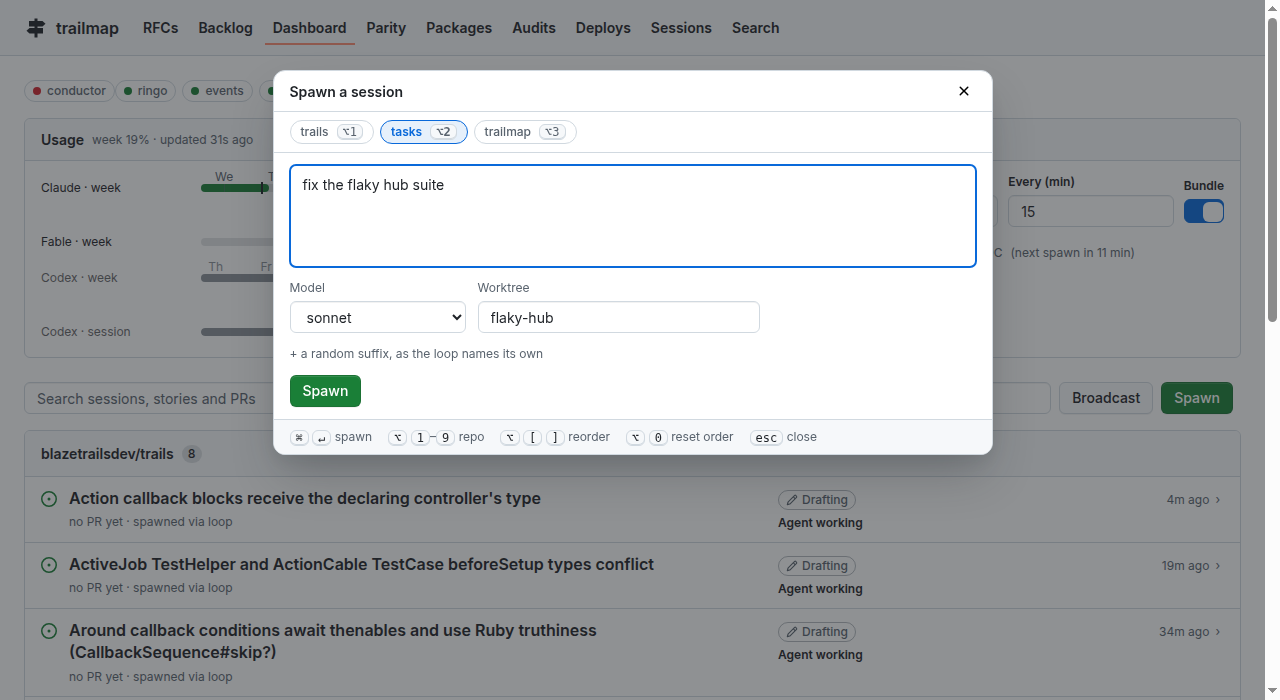 trailmap RFCs Backlog Dashboard Parity Packages Audits Deploys Sessions Search
conductor ringo events
Usage week 19% · updated 31s ago
Claude · week We
Fable · week
Codex · week Th Fr
Codex · session
Every (min) Bundle
15
(next spawn in 11 min)
Spawn a session ✕
trails ⌥1 tasks ⌥2 trailmap ⌥3
fix the flaky hub suite
Model Worktree
sonnet flaky-hub
+ a random suffix, as the loop names its own
Spawn
⌘ ↵ spawn ⌥ 1–9 repo ⌥ [ ] reorder ⌥ 0 reset order esc close
Search sessions, stories and PRs Broadcast Spawn
blazetrailsdev/trails 8
Action callback blocks receive the declaring controller's type Drafting 4m ago ›
no PR yet · spawned via loop Agent working
ActiveJob TestHelper and ActionCable TestCase beforeSetup types conflict Drafting 19m ago ›
no PR yet · spawned via loop Agent working
Around callback conditions await thenables and use Ruby truthiness Drafting 34m ago ›
(CallbackSequence#skip?) Agent working
no PR yet · spawned via loop